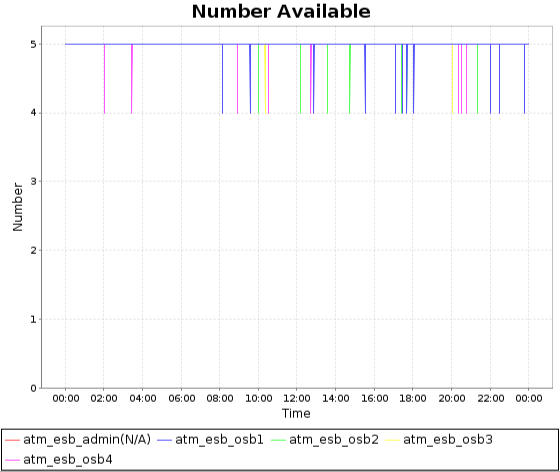 Number Available
5
4
3
2
1
0
Number
00:00 02:00 04:00 06:00 08:00 10:00 12:00 14:00 16:00 18:00 20:00 22:00 00:00
Time
atm_esb_admin(N/A) atm_esb_osb1 atm_esb_osb2 atm_esb_osb3
atm_esb_osb4